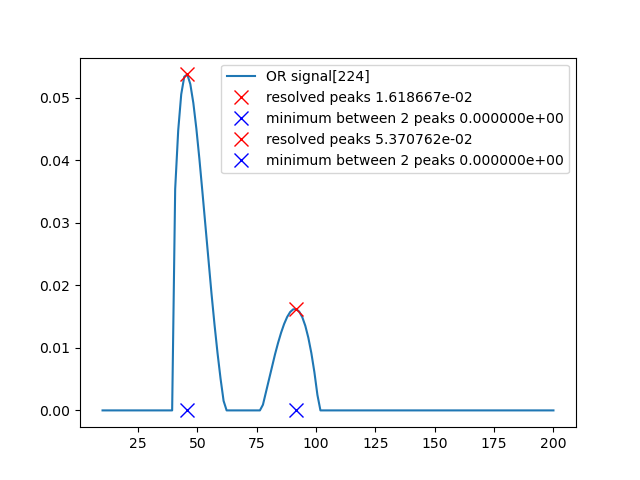 OR signal[224]
resolved peaks 1.618667e-02
minimum between 2 peaks 0.000000e+00
resolved peaks 5.370762e-02
minimum between 2 peaks 0.000000e+00
0.05
0.04
0.03
0.02
0.01
0.00
25 50 75 100 125 150 175 200